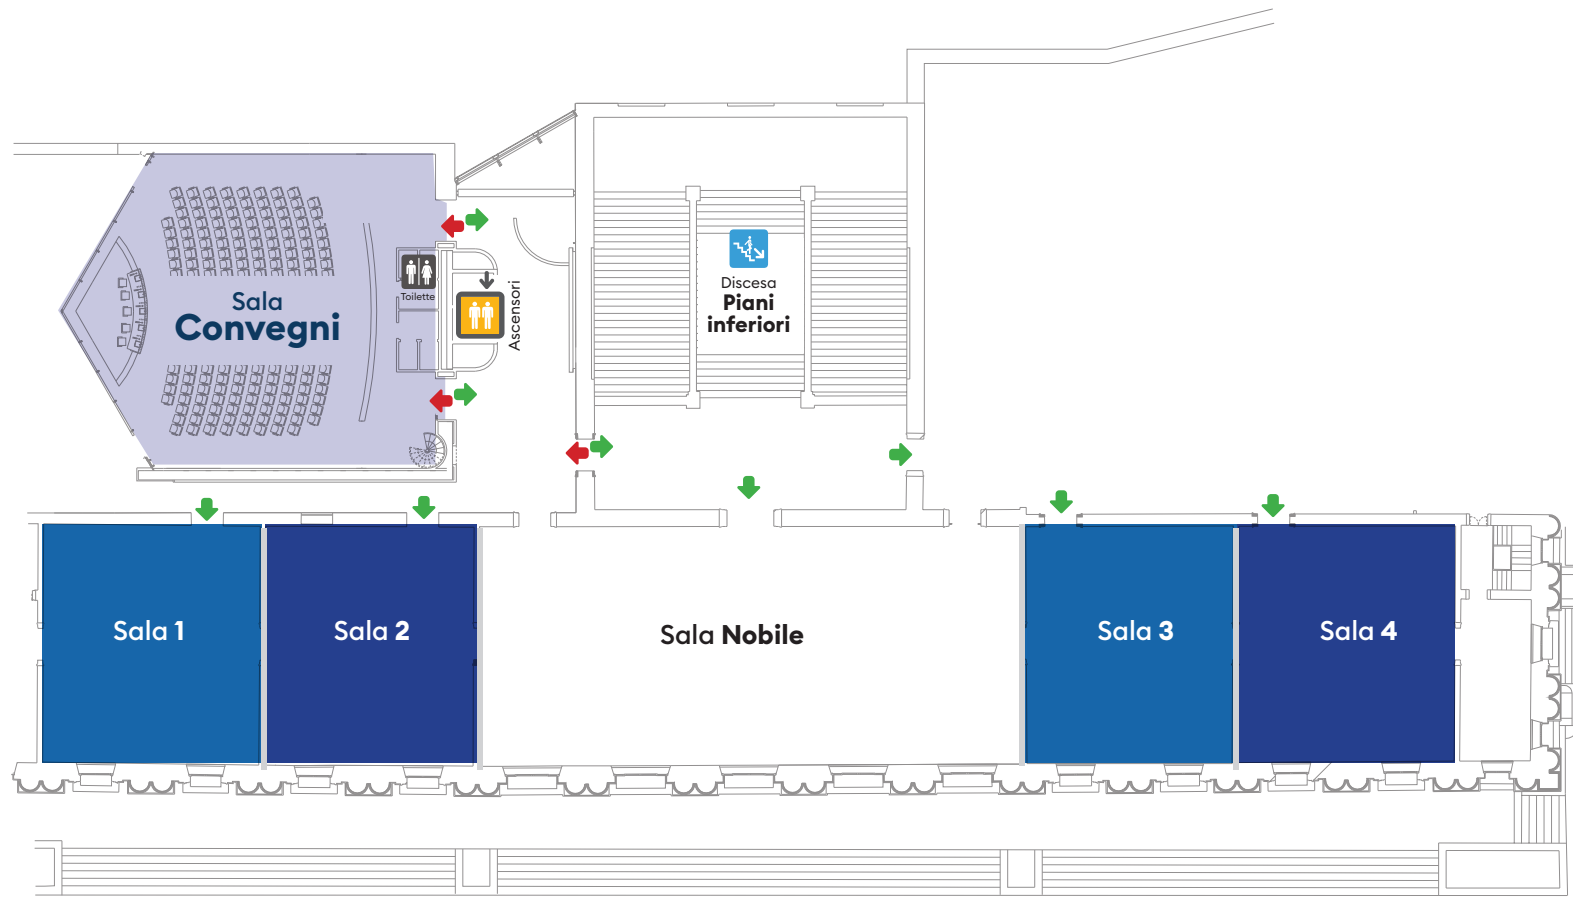 Toilette
Sala
Convegni
Ascensori
Discesa
Piani
inferiori
Sala 1
Sala 2
Sala Nobile
Sala 3
Sala 4